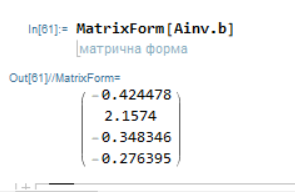 In[61]:= MatrixForm[Ainv.b]
матрична форма
Out[61]//MatrixForm=
-0.424478
2.1574
-0.348346
-0.276395